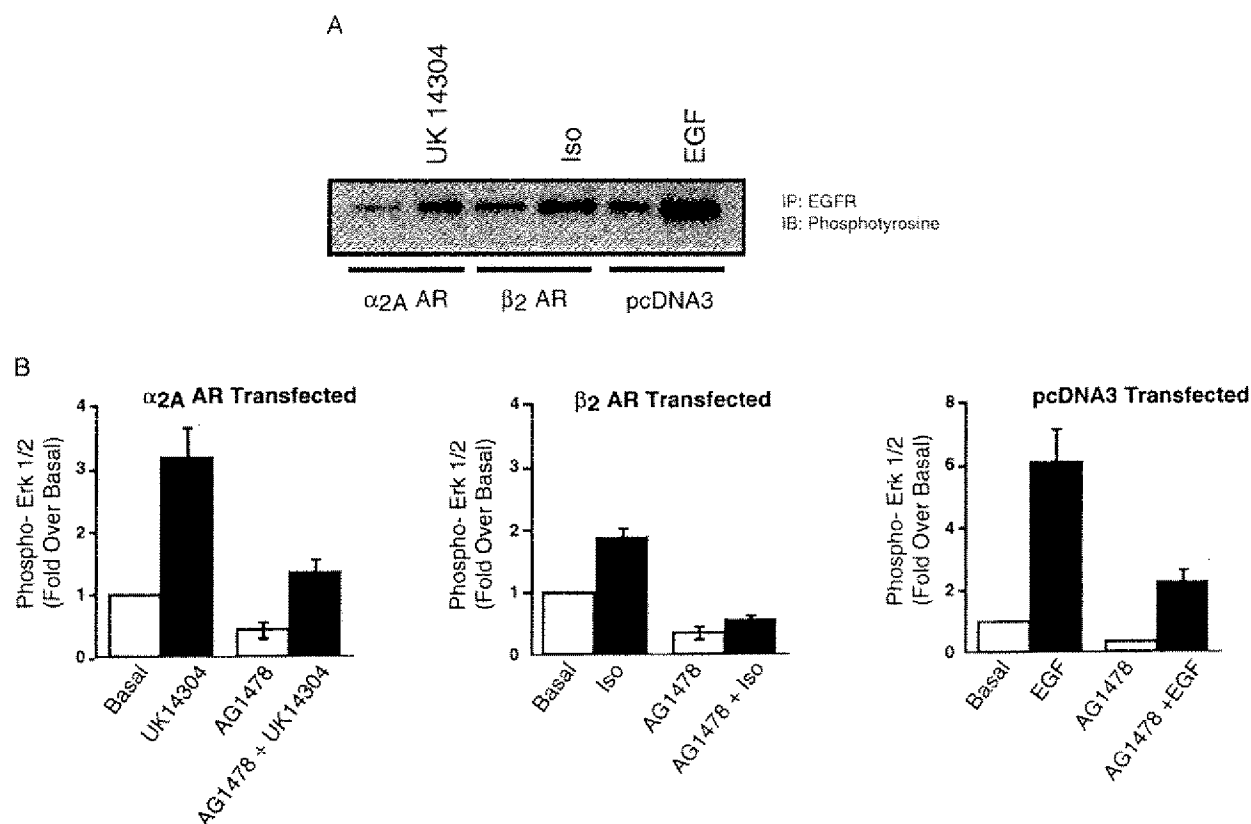 A
UK 14304
Iso
EGF
IP: EGFR
IB: Phosphotyrosine
α2A AR
β2 AR
pcDNA3
B
α2A AR Transfected
Phospho- Erk 1/2
(Fold Over Basal)
4
3
2
1
0
Basal
UK14304
AG1478
AG1478 + UK14304
β2 AR Transfected
Phospho- Erk 1/2
(Fold Over Basal)
4
3
2
1
0
Basal
Iso
AG1478
AG1478 + Iso
pcDNA3 Transfected
Phospho- Erk 1/2
(Fold Over Basal)
8
6
4
2
0
Basal
EGF
AG1478
AG1478 +EGF